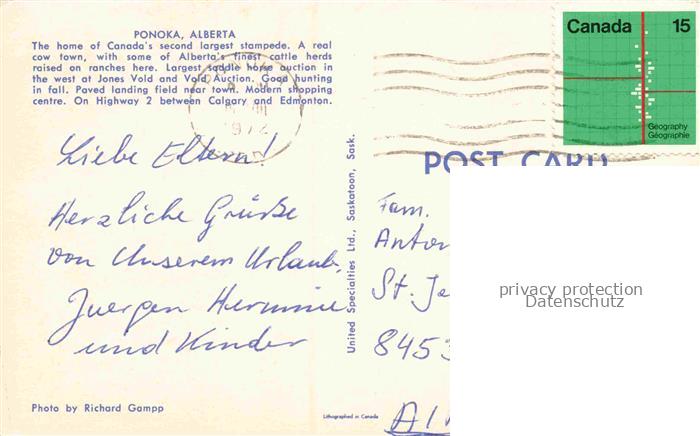 PONOKA, ALBERTA
The home of Canada's second largest stampede. A real
cow town, with some of Alberta's finest cattle herds
raised on ranches here. Largest saddle horse auction in
the west at Jones Vold and Vold Auction. Goose hunting
in fall. Paved landing field near town. Modern shopping
centre. On Highway 2 between Calgary and Edmonton.
Liebe Eltern!
Herzliche Grüße
von Unserem Urlaub,
Juergen Hermine
und Kinder
Photo by Richard Gampp
United Specialties Ltd., Saskatoon, Sask.
Lithographed in Canada
Canada 15
Geography
Géographie
POST CARD
Fam.
Anton
St. Je
8453
privacy protection
Datenschutz